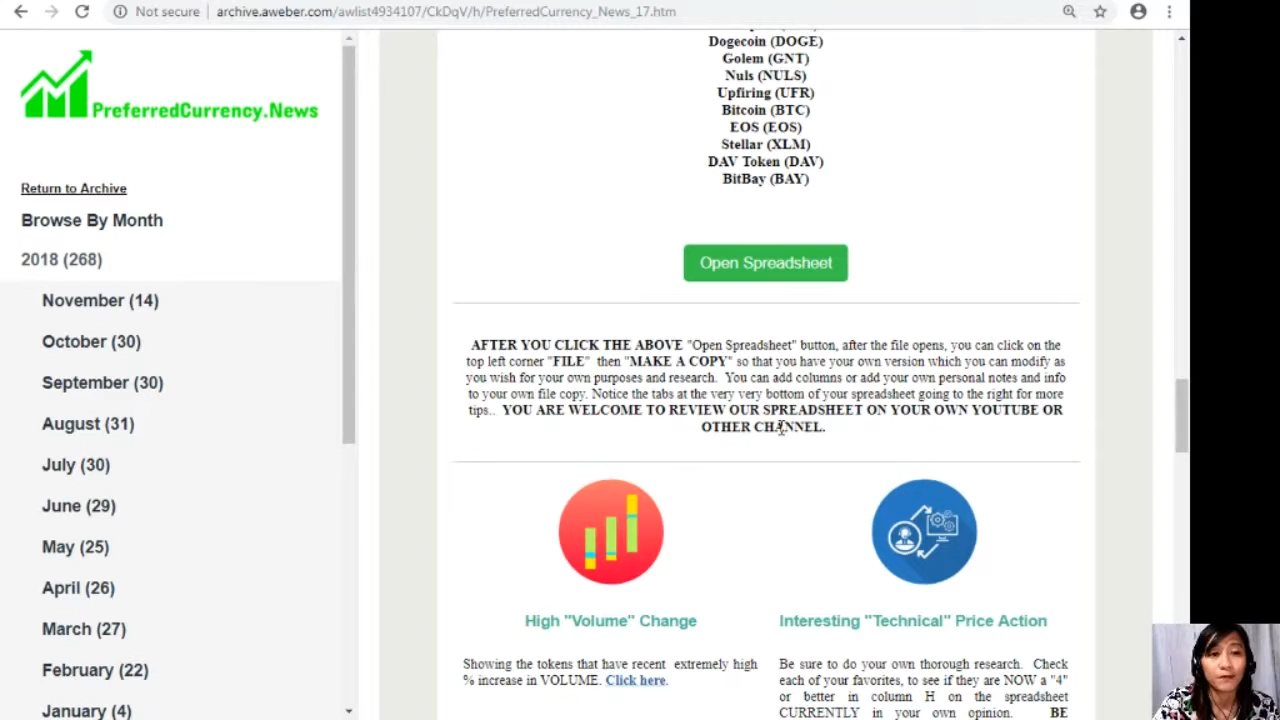 Not secure
archive.aweber.com/awlist4934107/CkDqV/h/PreferredCurrency_News_17.htm
PreferredCurrency.News
Return to Archive
Browse By Month
2018 (268)
November (14)
October (30)
September (30)
August (31)
July (30)
June (29)
May (25)
April (26)
March (27)
February (22)
January (4)
Dogecoin (DOGE)
Golem (GNT)
Nuls (NULS)
Upfiring (UFR)
Bitcoin (BTC)
EOS (EOS)
Stellar (XLM)
DAV Token (DAV)
BitBay (BAY)
Open Spreadsheet
AFTER YOU CLICK THE ABOVE "Open Spreadsheet" button, after the file opens, you can click on the
top left corner "FILE" then "MAKE A COPY" so that you have your own version which you can modify as
you wish for your own purposes and research. You can add columns or add your own personal notes and info
to your own file copy. Notice the tabs at the very very bottom of your spreadsheet going to the right for more
tips.. YOU ARE WELCOME TO REVIEW OUR SPREADSHEET ON YOUR OWN YOUTUBE OR
OTHER CHANNEL.
High "Volume" Change
Showing the tokens that have recent extremely high
% increase in VOLUME. Click here.
Interesting "Technical" Price Action
Be sure to do your own thorough research. Check
each of your favorites, to see if they are NOW a "4"
or better in column H on the spreadsheet
CURRENTLY in your own opinion. BE